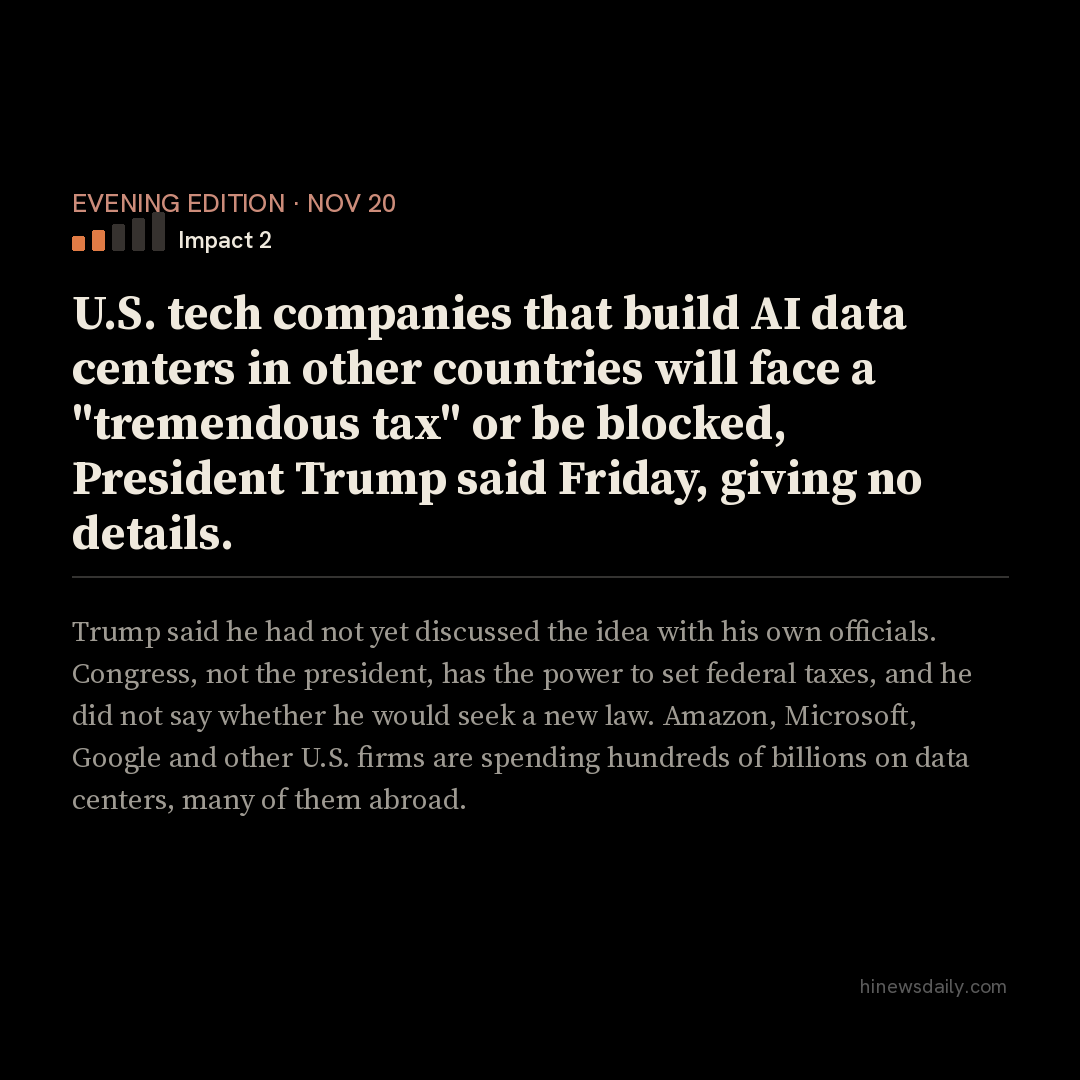 EVENING EDITION · NOV 20
Impact 2
U.S. tech companies that build AI data
centers in other countries will face a
"tremendous tax" or be blocked,
President Trump said Friday, giving no
details.
Trump said he had not yet discussed the idea with his own officials.
Congress, not the president, has the power to set federal taxes, and he
did not say whether he would seek a new law. Amazon, Microsoft,
Google and other U.S. firms are spending hundreds of billions on data
centers, many of them abroad.
hinewsdaily.com